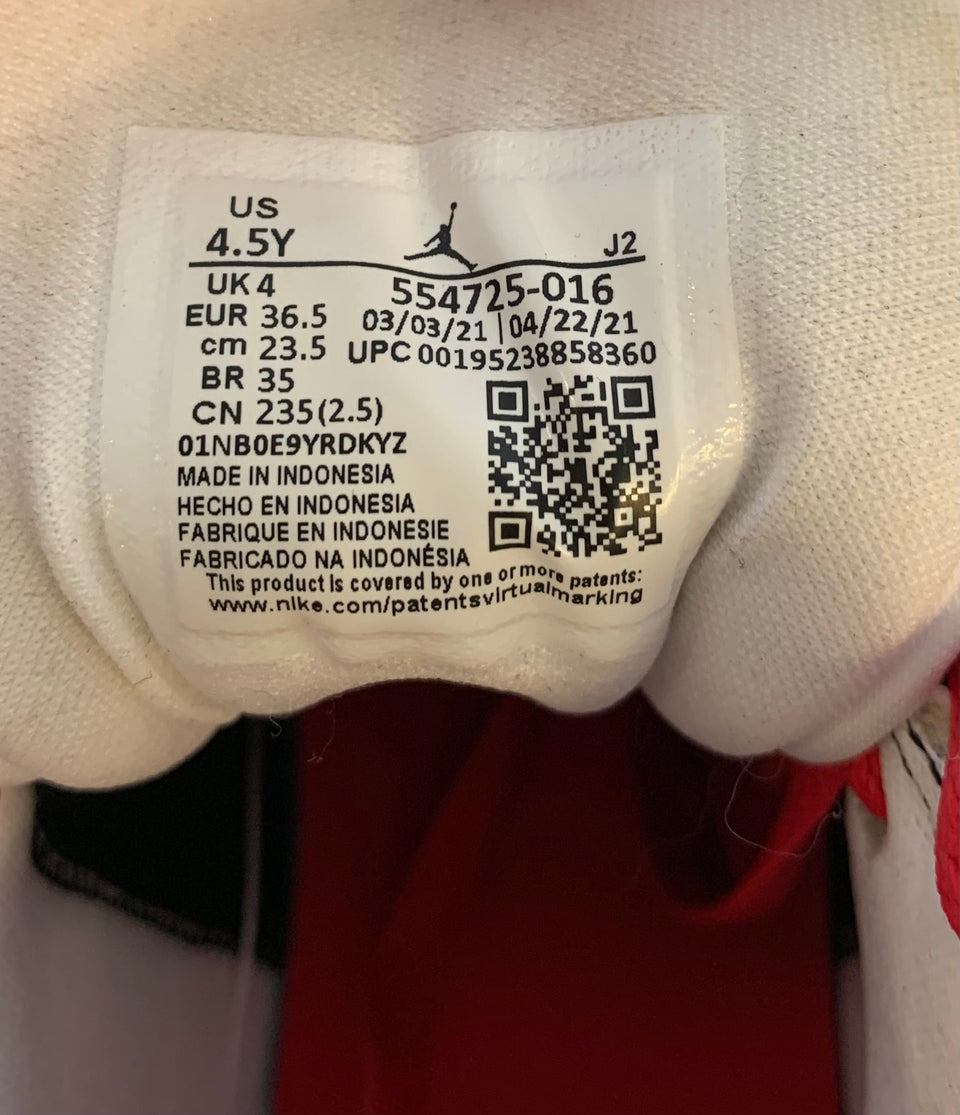 US
4.5Y
J2
UK 4
EUR 36.5
cm 23.5
BR 35
CN 235(2.5)
554725-016
03/03/21 | 04/22/21
UPC 00195238858360
01NB0E9YRDKYZ
MADE IN INDONESIA
HECHO EN INDONESIA
FABRIQUE EN INDONESIE
FABRICADO NA INDONÉSIA
This product is covered by one or more patents:
www.nike.com/patentsvirtualmarking